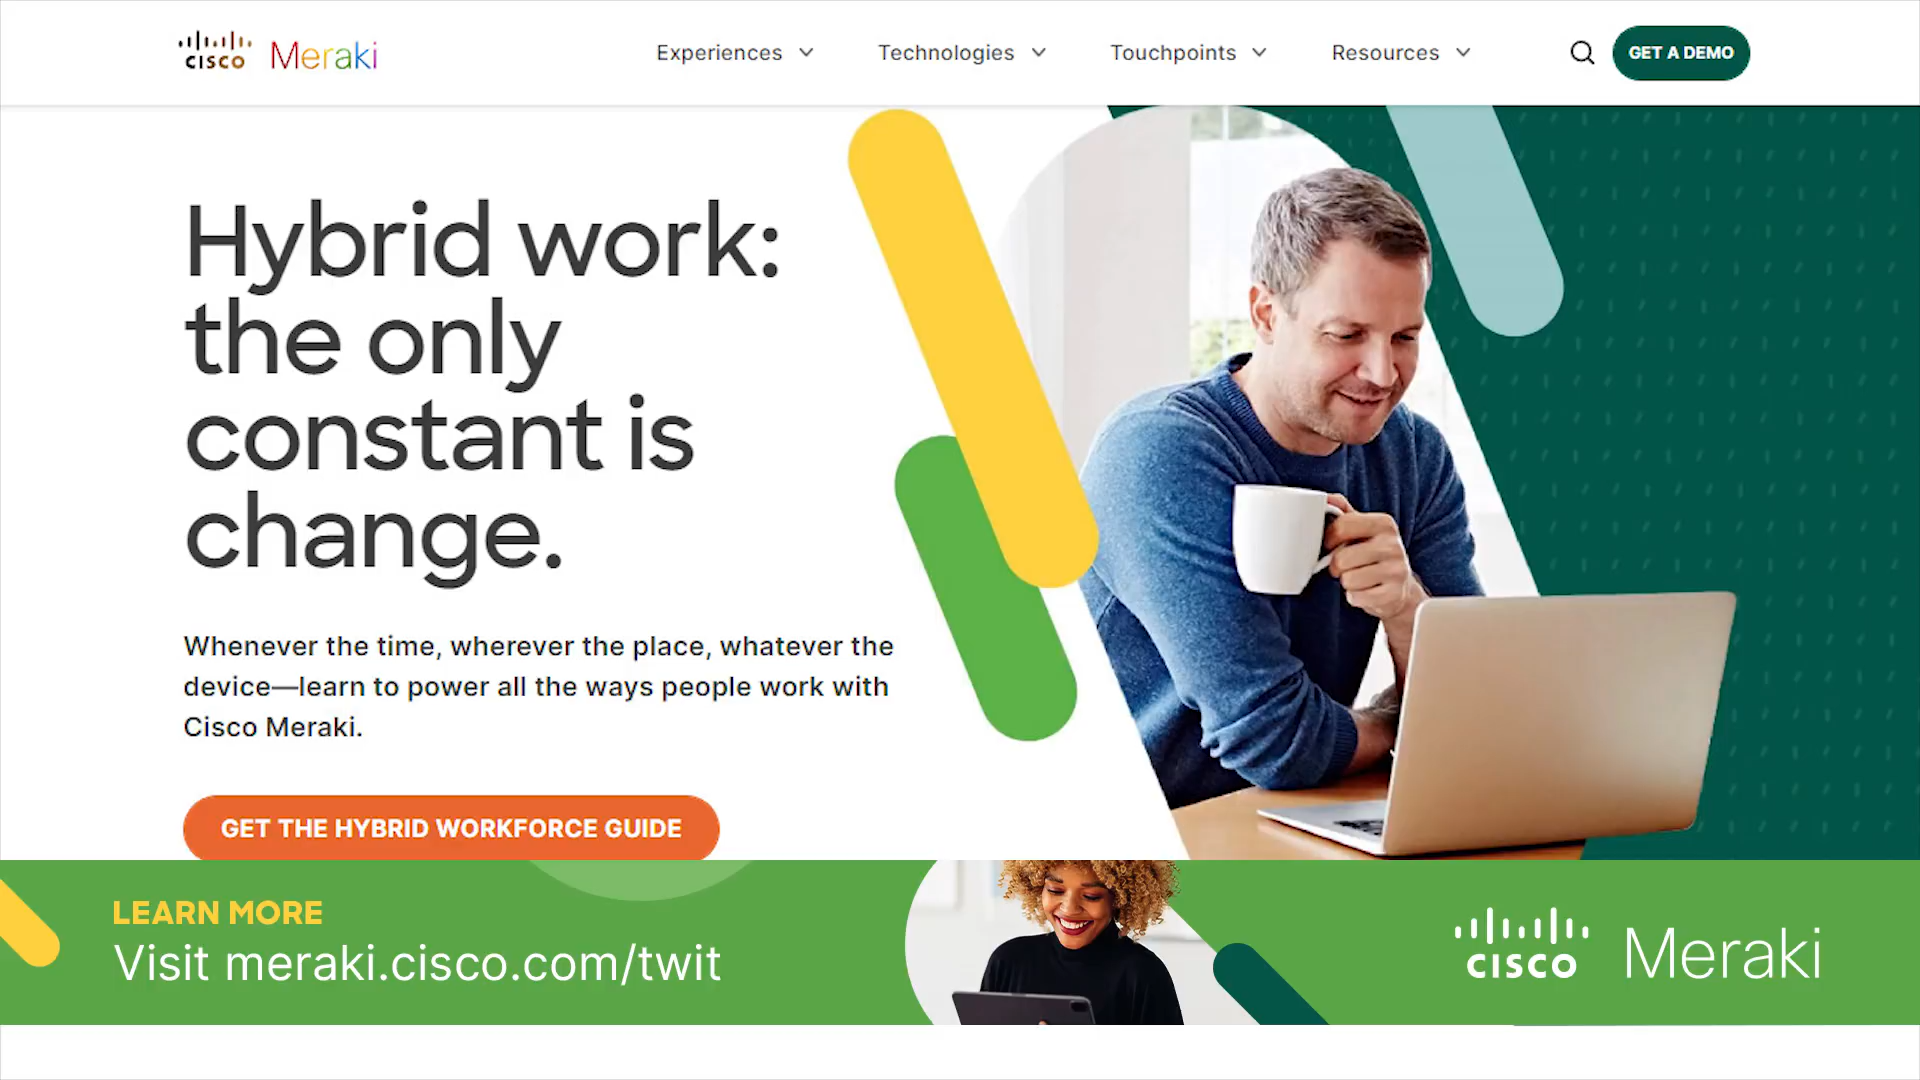 CISCO Meraki
Experiences
Technologies
Touchpoints
Resources
GET A DEMO
Hybrid work:
the only
constant is
change.
Whenever the time, wherever the place, whatever the
device—learn to power all the ways people work with
Cisco Meraki.
GET THE HYBRID WORKFORCE GUIDE
LEARN MORE
Visit meraki.cisco.com/twit
CISCO Meraki